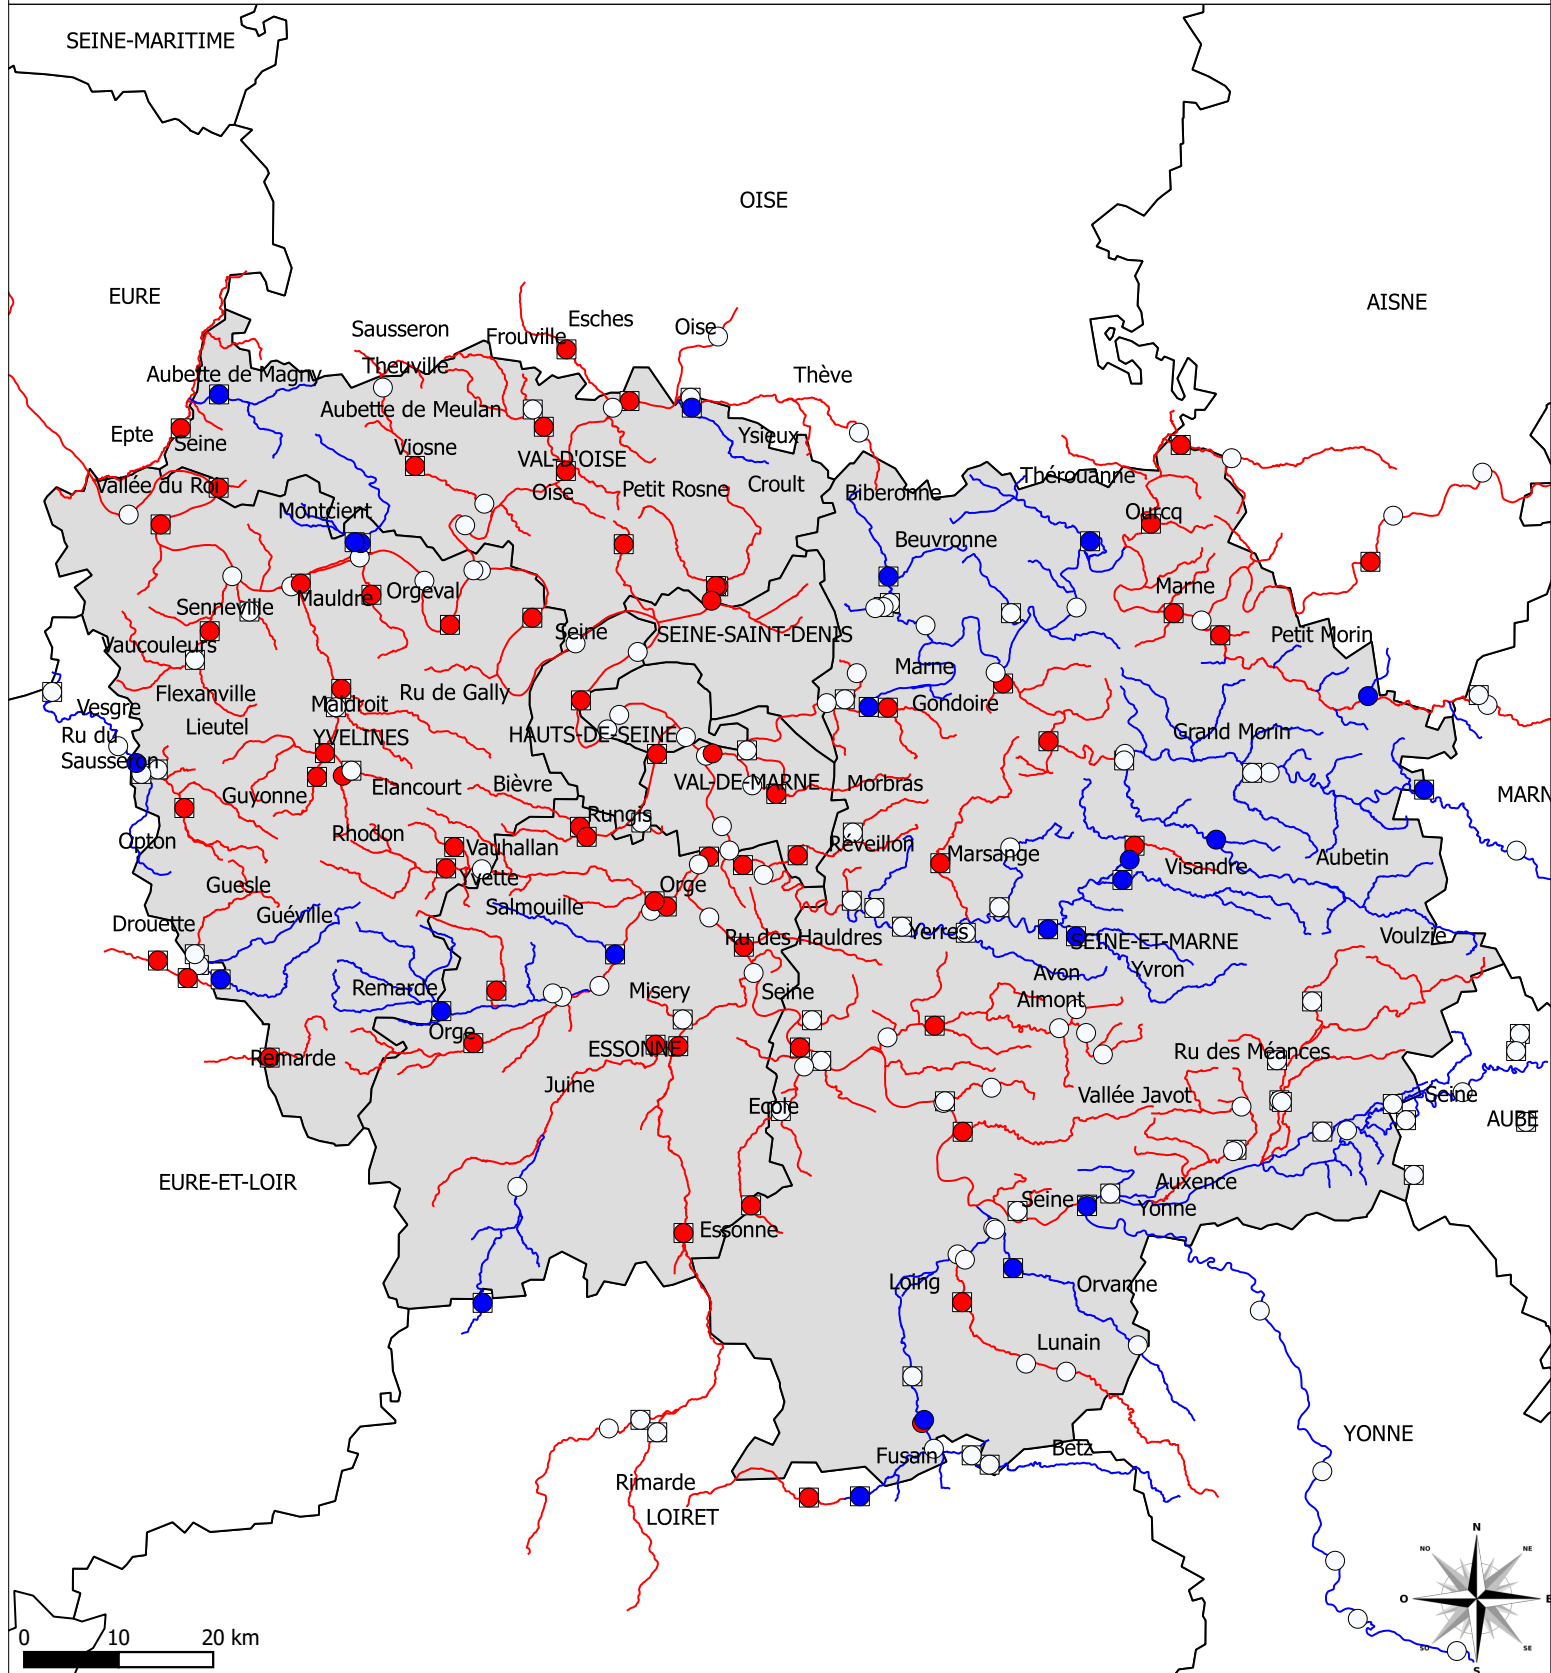 SEINE-MARITIME
OISE
EURE
AISNE
Sausseron
Esches
Frouville
Oise
Theuville
Aubette de Magny
Thève
Aubette de Meulan
Epte
Seine
Viosne
Ysieux
VAL-D'OISE
Thérouanne
Vallée du Roi
Oise
Petit Rosne
Croult
Biberonne
Montcient
Ourcq
Beuvronne
Marne
Mauldre
Orgeval
Senneville
Seine
SEINE-SAINT-DENIS
Petit Morin
Vaucouleurs
Marne
Flexanville
Maldroit
Ru de Gally
Gondoire
Vesgre
Lieutel
Ru du
Sausseron
YVELINES
HAUTS-DE-SEINE
Grand Morin
Guyonne
Elancourt
Bièvre
VAL-DE-MARNE
Morbras
MARN
Rungis
Opton
Rhodon
Vauhallan
Réveillon
Marsange
Aubetin
Visandre
Guesle
Yvette
Orge
Drouette
Guéville
Salmouille
Ru des Hauldres
Yerres
SEINE-ET-MARNE
Voulzie
Avon
Yvron
Remarde
Misery
Seine
Almont
Orge
Remarde
ESSONNE
Ru des Méances
Juine
Ecole
Vallée Javot
Seine
AUBE
EURE-ET-LOIR
Auxence
Seine
Yonne
Essonne
Loing
Orvanne
Lunain
YONNE
Betz
Fusain
Rimarde
LOIRET
N
NO
NE
O
E
SO
SE
S
0 10 20 km